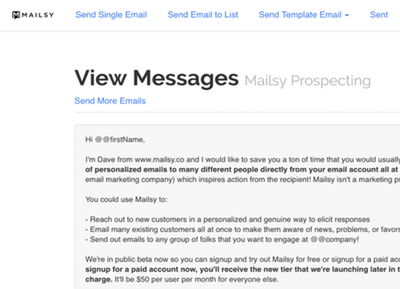 MAILSY Send Single Email Send Email to List Send Template Email Sent
View Messages Mailsy Prospecting
Send More Emails
Hi @@firstName,
I'm Dave from www.mailsy.co and I would like to save you a ton of time that you would usually
of personalized emails to many different people directly from your email account all at
email marketing company) which inspires action from the recipient! Mailsy isn't a marketing p
You could use Mailsy to:
- Reach out to new customers in a personalized and genuine way to elicit responses
- Email many existing customers all at once to make them aware of news, problems, or favors
- Send out emails to any group of folks that you want to engage at @@company!
We're in public beta now so you can signup and try out Mailsy for free or signup for a paid acc
signup for a paid account now, you'll receive the new tier that we're launching later in t
charge. It'll be $50 per user per month for everyone else.